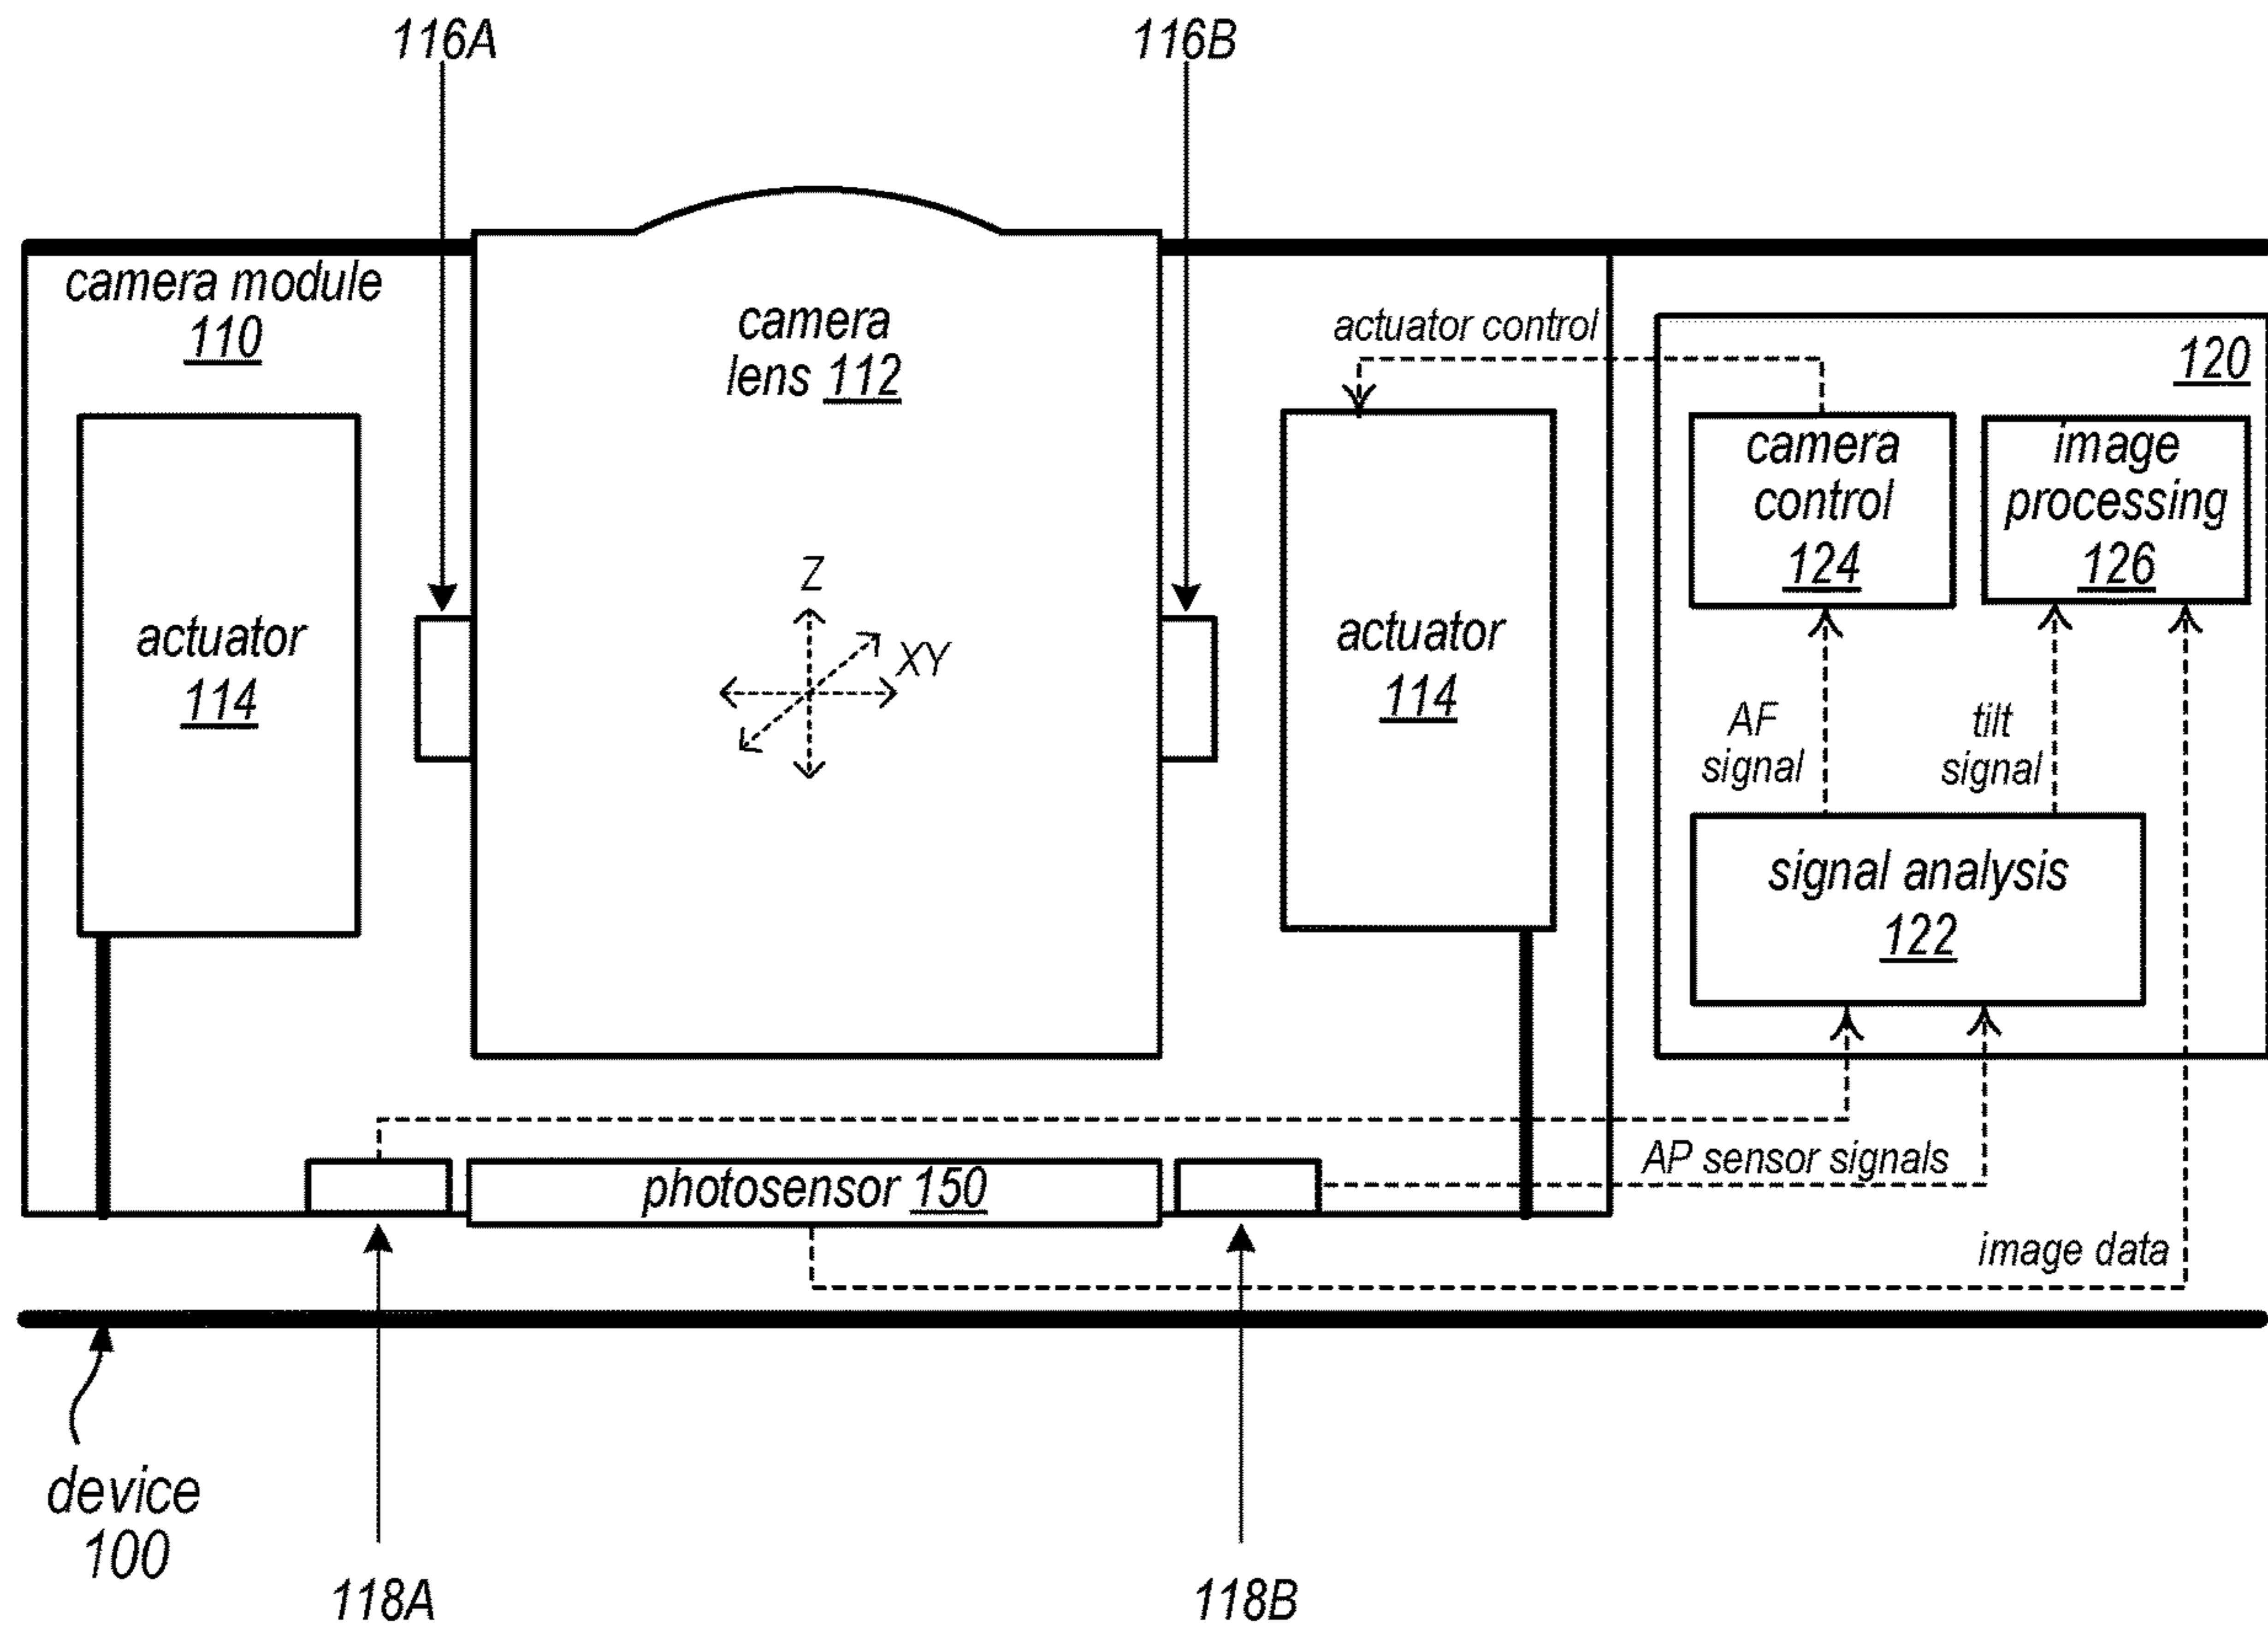 116A
116B
camera module
110
camera
lens 112
actuator control
120
camera
control
124
image
processing
126
Z
XY
actuator
114
actuator
114
AF
signal
tilt
signal
signal analysis
122
AP sensor signals
photosensor 150
image data
device
100
118A
118B